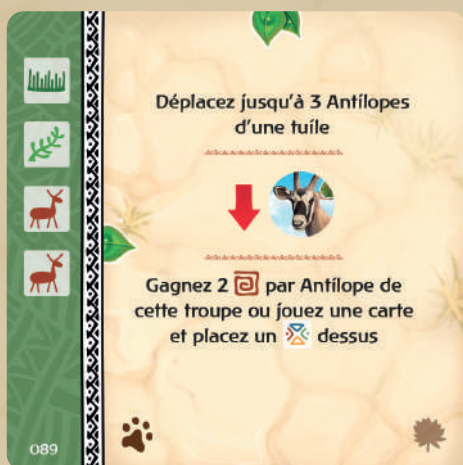 Déplacez jusqu'à 3 Antilopes
d'une tuile
Gagnez 2 par Antilope de
cette troupe ou jouez une carte
et placez un dessus
089